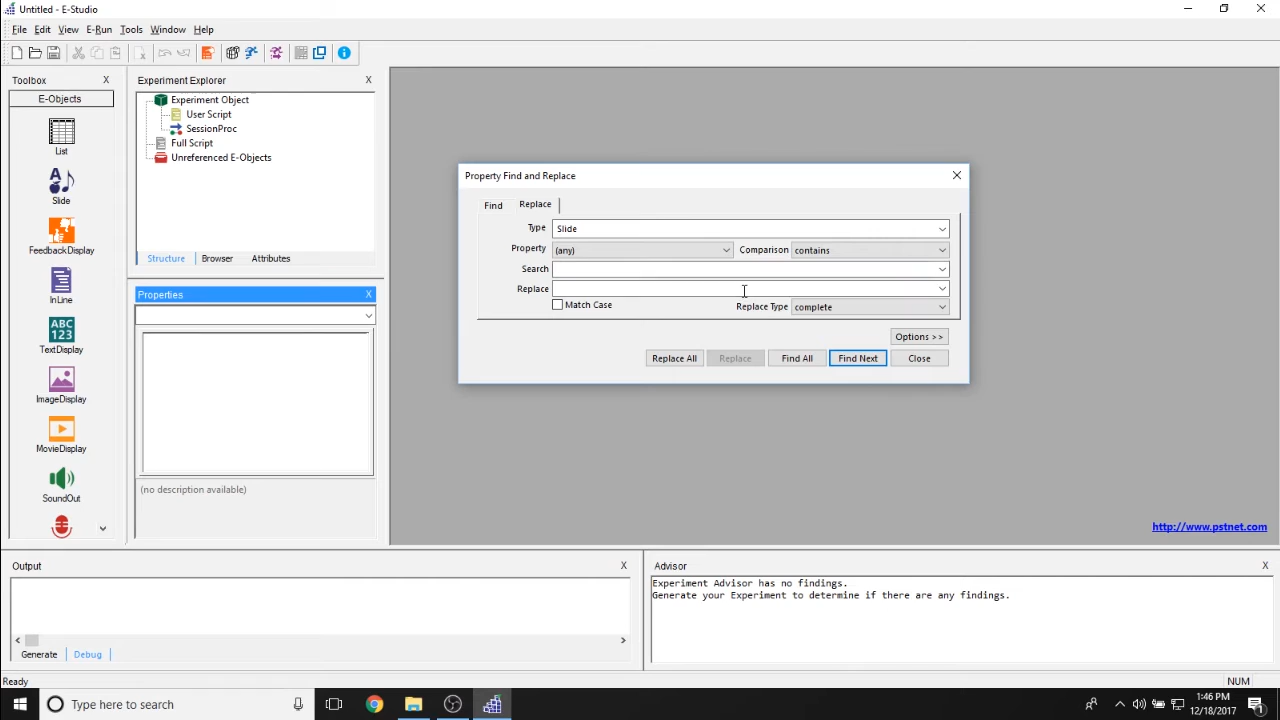 Untitled - E-Studio
File Edit View E-Run Tools Window Help
Toolbox X
E-Objects
List
Slide
FeedbackDisplay
InLine
ABC
123
TextDisplay
ImageDisplay
MovieDisplay
SoundOut
Experiment Explorer X
Experiment Object
User Script
SessionProc
Full Script
Unreferenced E-Objects
Structure Browser Attributes
Properties X
(no description available)
Property Find and Replace
Find Replace
Type Slide
Property (any) Comparison contains
Search
Replace
Match Case Replace Type complete
Options >>
Replace All Replace Find All Find Next Close
http://www.pstnet.com
Output X
Generate Debug
Advisor X
Experiment Advisor has no findings.
Generate your Experiment to determine if there are any findings.
Ready NUM
Type here to search
1:46 PM
12/18/2017